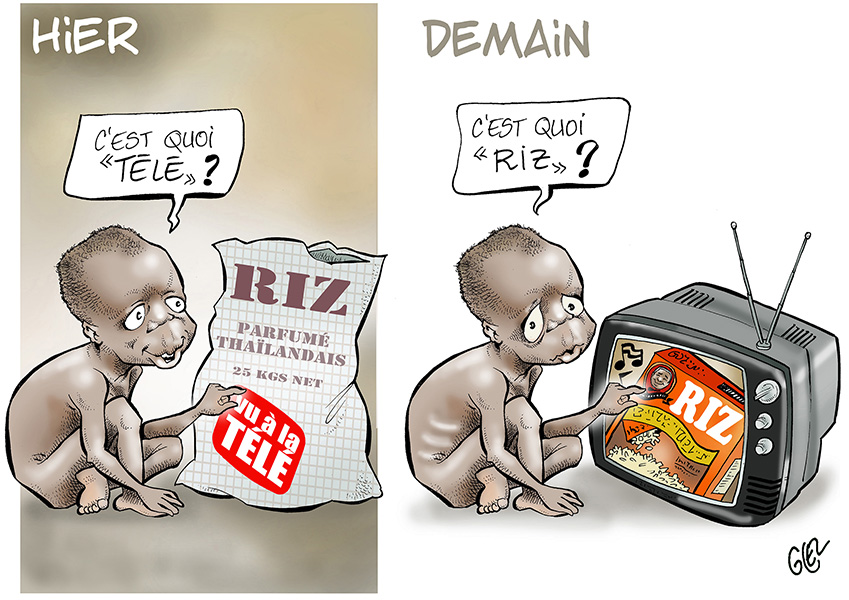 HiER
C'EST QUOI
« TÉLÉ » ?
RIZ
PARFUMÉ
THAÏLANDAIS
25 KGS NET
VU à la
TÉLÉ
DEMAiN
C'EST QUOI
« RiZ » ?
RIZ
GLEZ